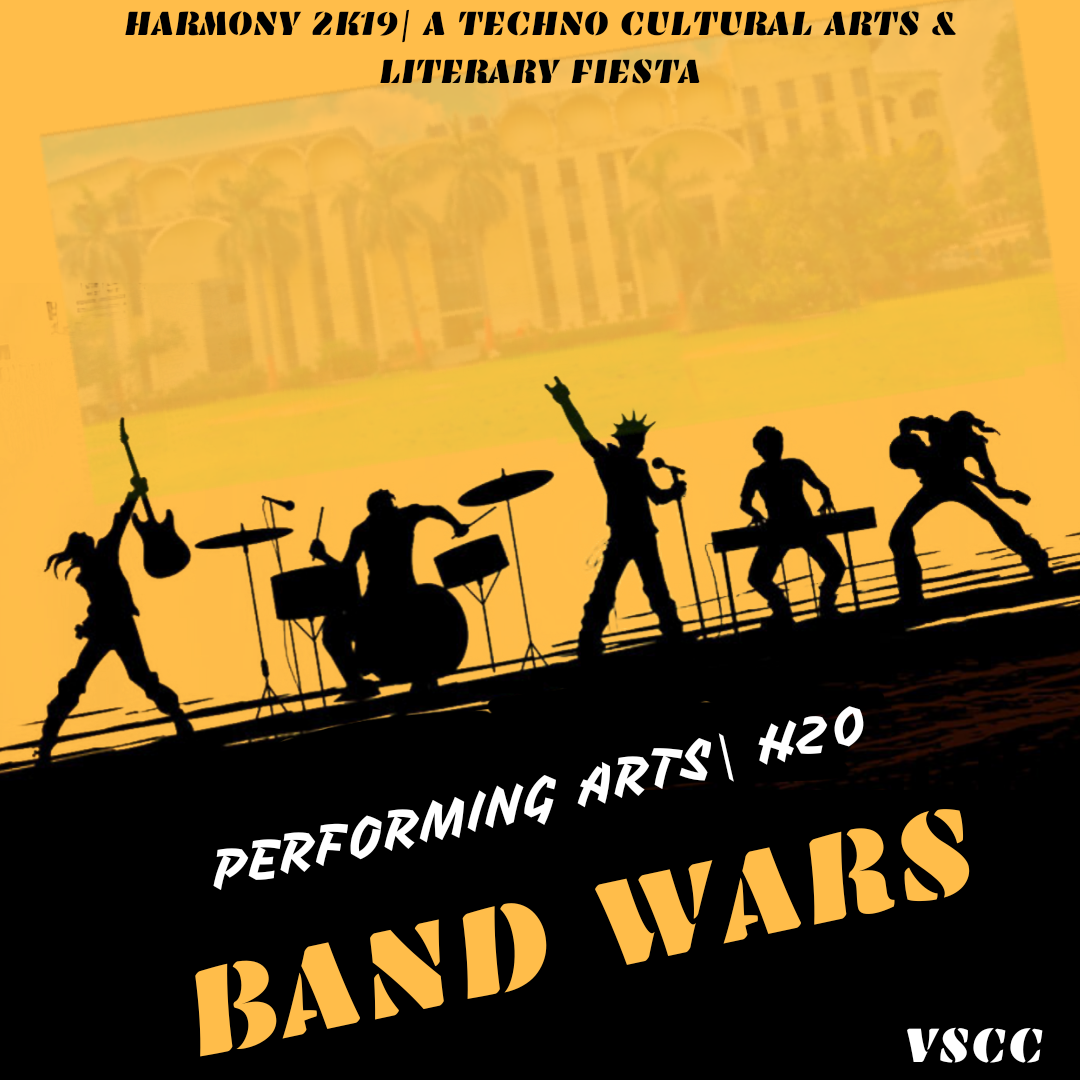 HARMONY 2K19| A TECHNO CULTURAL ARTS &
LITERARY FIESTA
PERFORMING ARTS| H2O
BAND WARS
VSCC